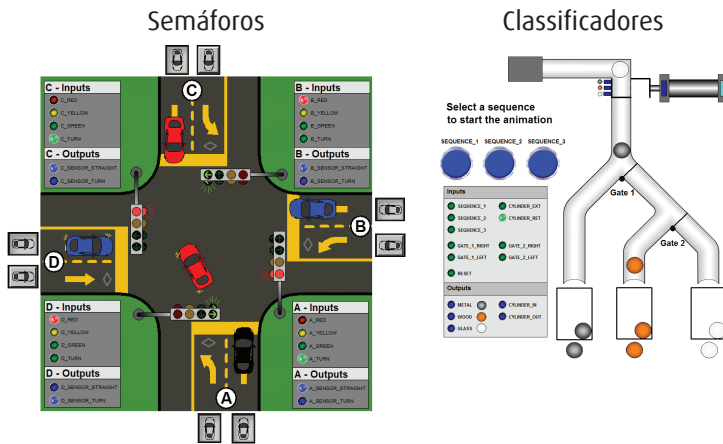 Semáforos
C - Inputs
C_RED
C_YELLOW
C_GREEN
C_TURN
C - Outputs
C_SENSOR_STRAIGHT
C_SENSOR_TURN
C
B - Inputs
B_RED
B_YELLOW
B_GREEN
B_TURN
B - Outputs
B_SENSOR_STRAIGHT
B_SENSOR_TURN
B
D
D - Inputs
D_RED
D_YELLOW
D_GREEN
D_TURN
D - Outputs
D_SENSOR_STRAIGHT
D_SENSOR_TURN
A
A - Inputs
A_RED
A_YELLOW
A_GREEN
A_TURN
A - Outputs
A_SENSOR_STRAIGHT
A_SENSOR_TURN
Classificadores
Select a sequence
to start the animation
SEQUENCE_1 SEQUENCE_2 SEQUENCE_3
Inputs
SEQUENCE_1 CYLINDER_EXT
SEQUENCE_2 CYLINDER_RET
SEQUENCE_3
GATE_1_RIGHT GATE_2_RIGHT
GATE_1_LEFT GATE_2_LEFT
RESET
Outputs
METAL CYLINDER_IN
WOOD CYLINDER_OUT
GLASS
Gate 1
Gate 2